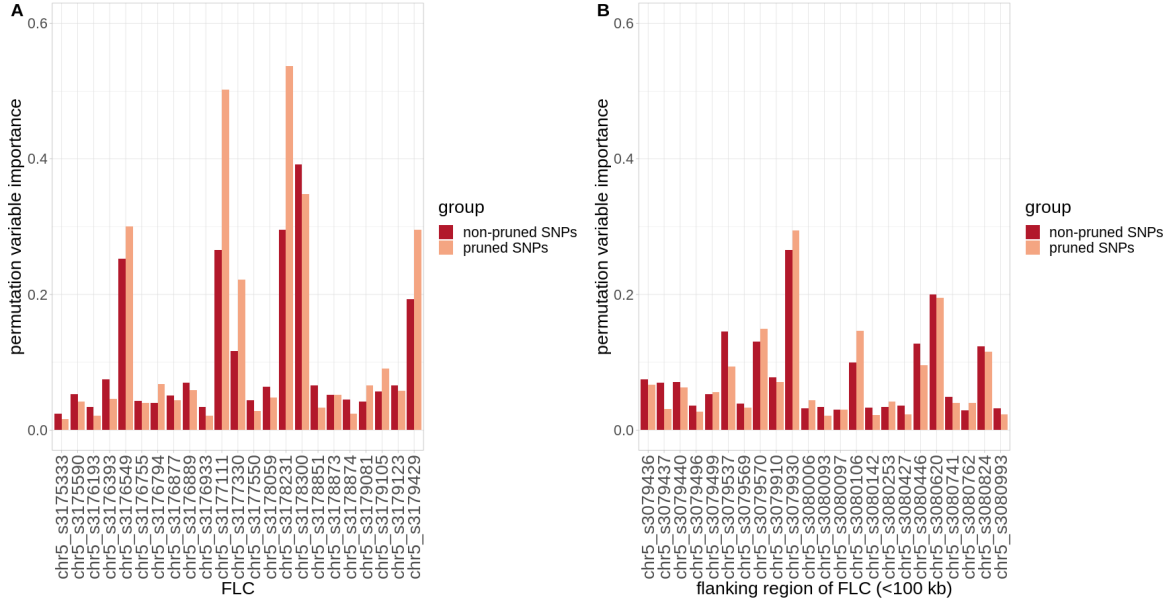 A
permutation variable importance
0.6
0.4
0.2
0.0
chr5_s3175333
chr5_s3175590
chr5_s3176193
chr5_s3176393
chr5_s3176549
chr5_s3176755
chr5_s3176794
chr5_s3176877
chr5_s3176889
chr5_s3176933
chr5_s3177111
chr5_s3177330
chr5_s3177550
chr5_s3178059
chr5_s3178231
chr5_s3178300
chr5_s3178851
chr5_s3178873
chr5_s3178874
chr5_s3179081
chr5_s3179105
chr5_s3179123
chr5_s3179429
FLC
group
non-pruned SNPs
pruned SNPs
B
permutation variable importance
0.6
0.4
0.2
0.0
chr5_s3079436
chr5_s3079437
chr5_s3079440
chr5_s3079496
chr5_s3079499
chr5_s3079537
chr5_s3079569
chr5_s3079570
chr5_s3079910
chr5_s3079930
chr5_s3080006
chr5_s3080093
chr5_s3080097
chr5_s3080106
chr5_s3080142
chr5_s3080253
chr5_s3080427
chr5_s3080446
chr5_s3080620
chr5_s3080741
chr5_s3080762
chr5_s3080824
chr5_s3080993
flanking region of FLC (<100 kb)
group
non-pruned SNPs
pruned SNPs